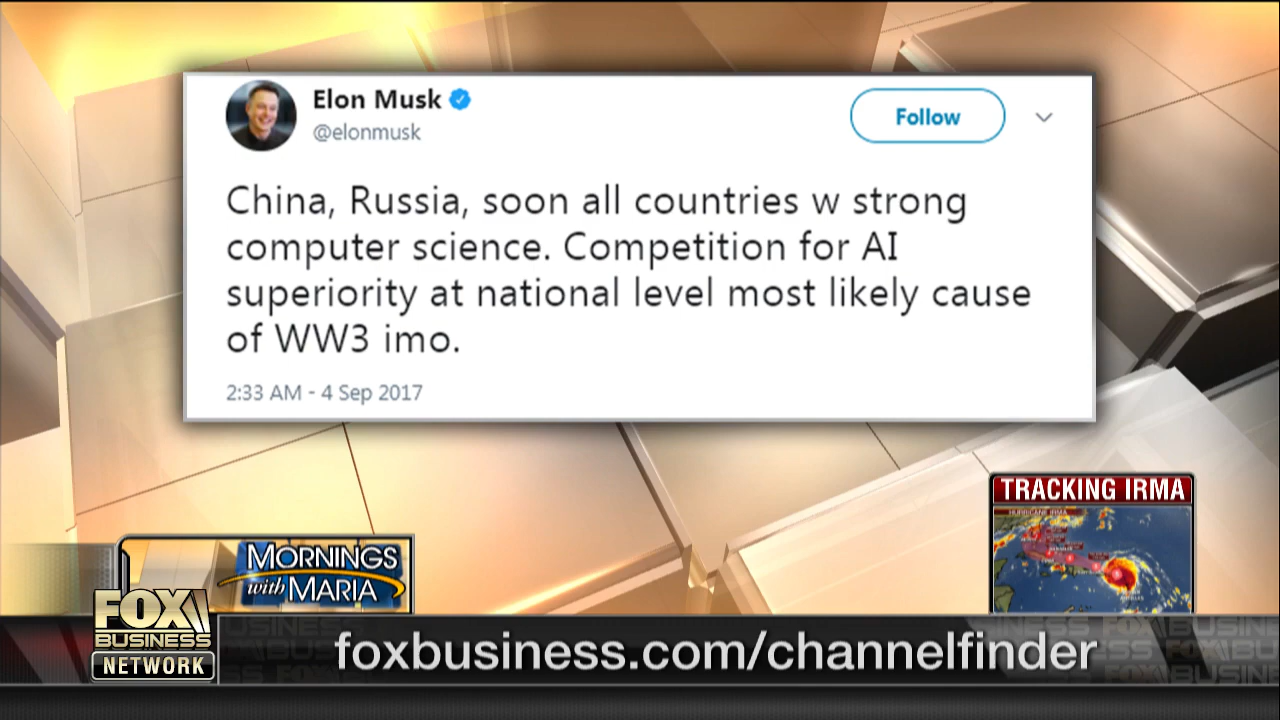 Elon Musk
@elonmusk
Follow
China, Russia, soon all countries w strong
computer science. Competition for AI
superiority at national level most likely cause
of WW3 imo.
2:33 AM - 4 Sep 2017
TRACKING IRMA
HURRICANE IRMA
MORNINGS
with MARIA
FOX
BUSINESS
NETWORK
foxbusiness.com/channelfinder